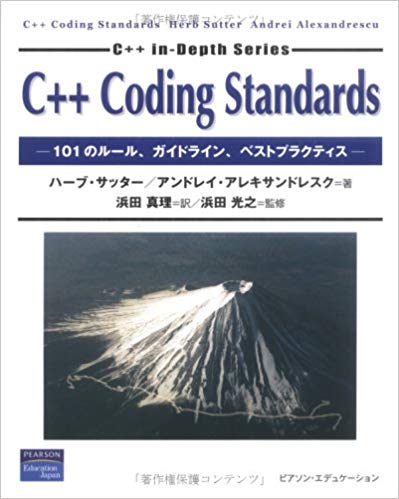 「著作権保護コンテンツ」
C++ Coding Standards Herb Sutter Andrei Alexandrescu
C++ in-Depth Series
C++ Coding Standards
—101のルール、ガイドライン、ベストプラクティス—
ハーブ・サッター／アンドレイ・アレキサンドレスク=著
浜田 真理=訳／浜田 光之=監修
PEARSON
Education
Japan
「著作権保護コンテンツ」
ピアソン・エデュケーション